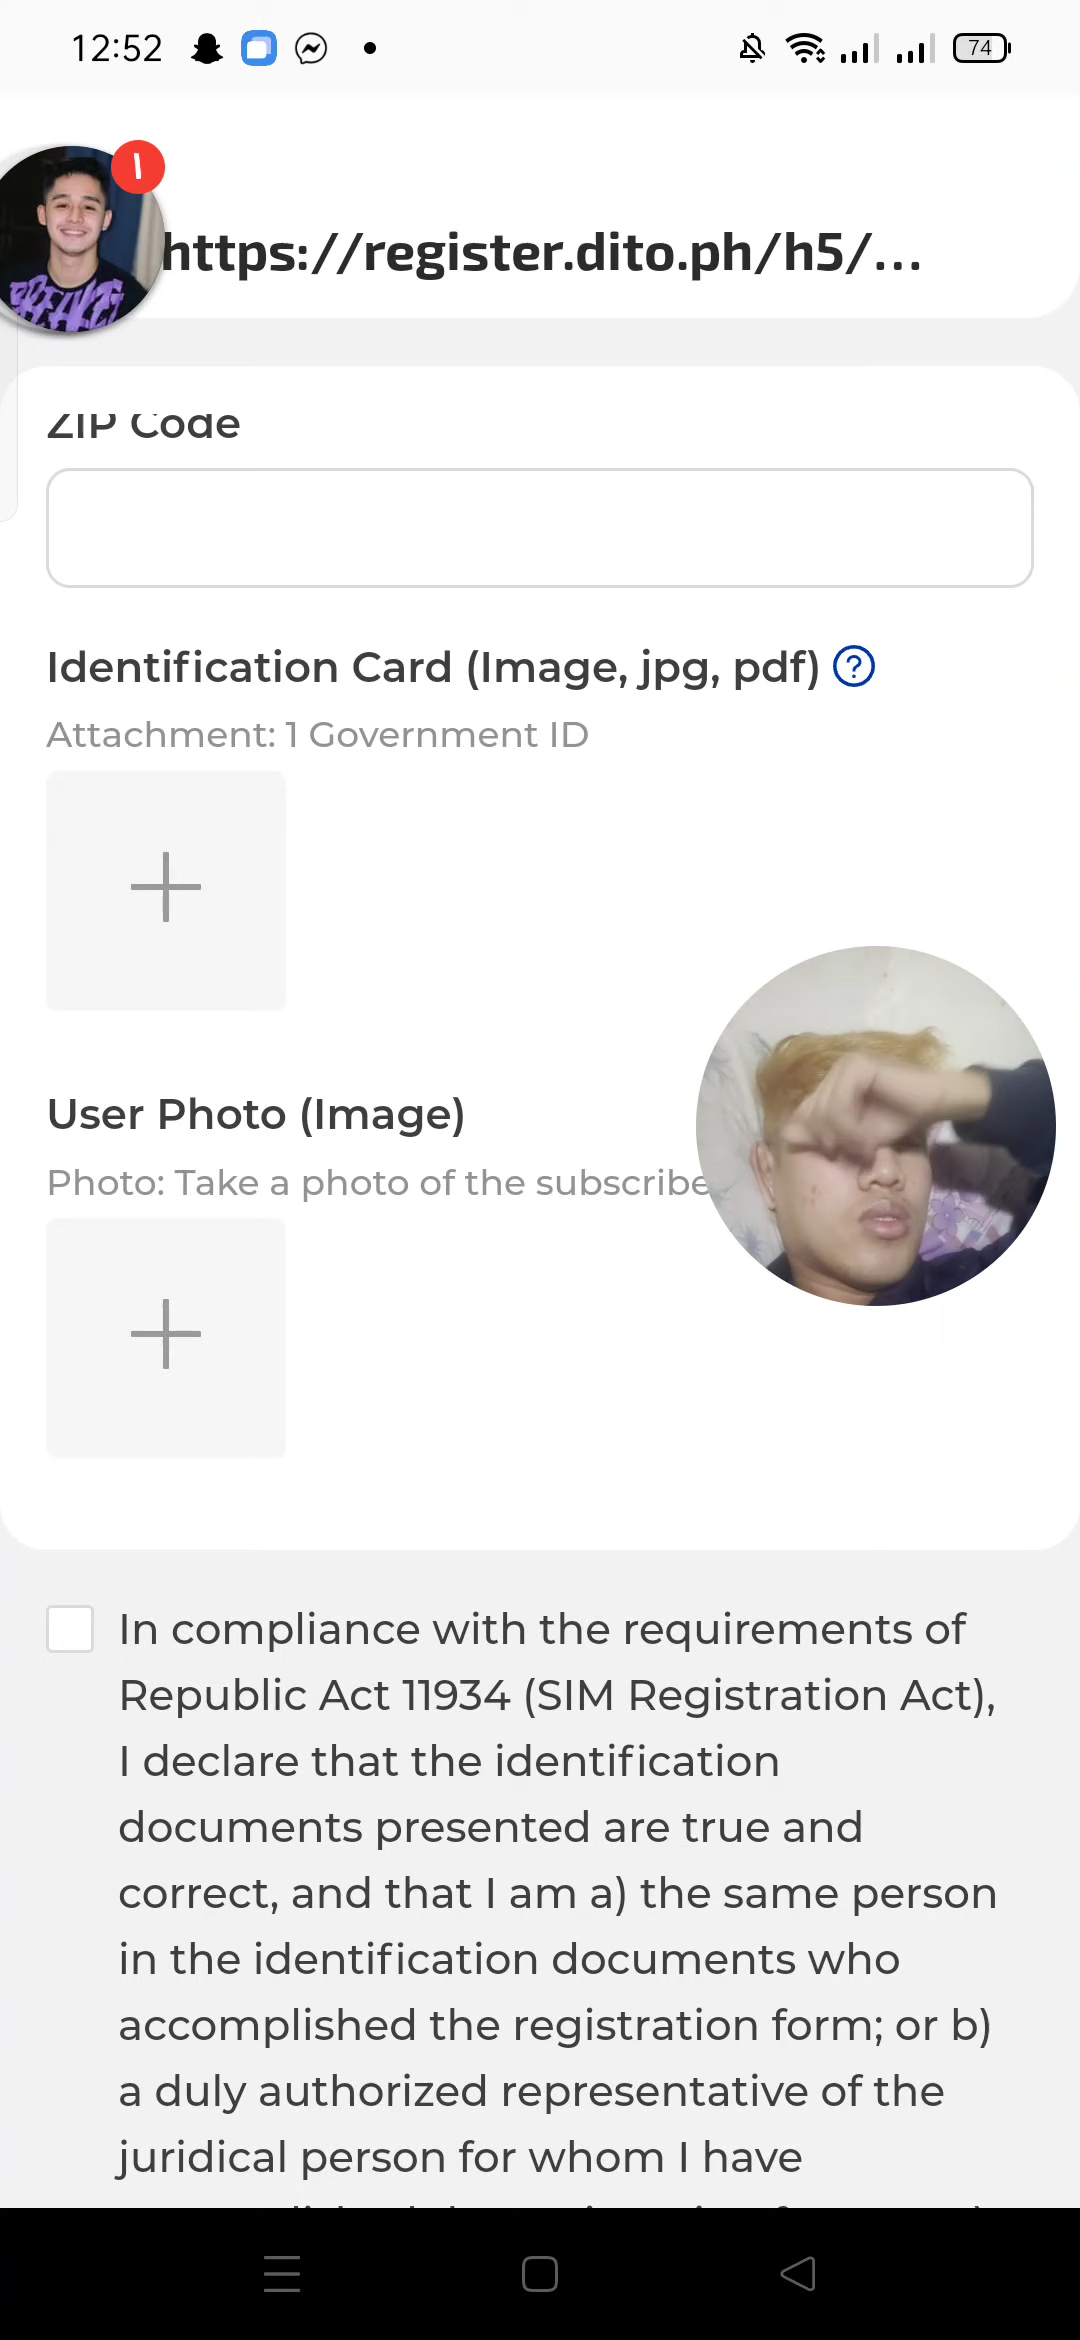 12:52
74
https://register.dito.ph/h5/...
ZIP Code
Identification Card (Image, jpg, pdf)
Attachment: 1 Government ID
User Photo (Image)
Photo: Take a photo of the
In compliance with the requirements of
Republic Act 11934 (SIM Registration Act),
I declare that the identification
documents presented are true and
correct, and that I am a) the same person
in the identification documents who
accomplished the registration form; or b)
a duly authorized representative of the
juridical person for whom I have